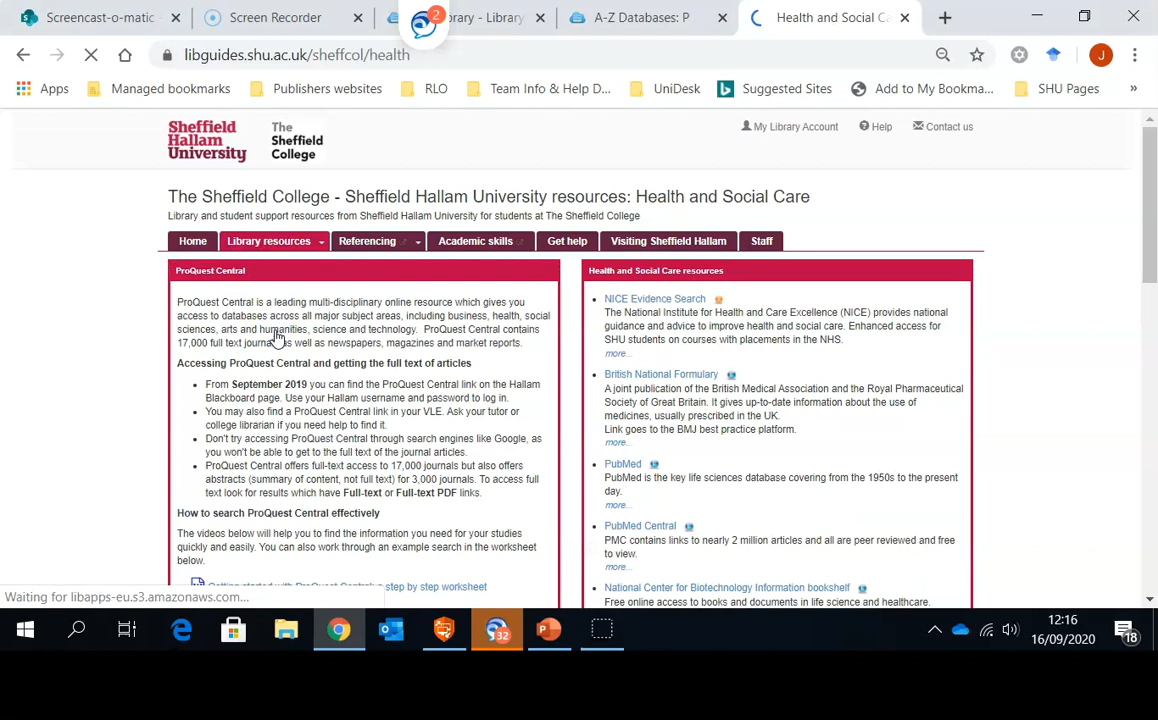 Screencast-o-matic
Screen Recorder
brary - Library
A-Z Databases: P
Health and Social Ca
2
libguides.shu.ac.uk/sheffcol/health
J
Apps
Managed bookmarks
Publishers websites
RLO
Team Info & Help D...
UniDesk
Suggested Sites
Add to My Bookma...
SHU Pages
»
Sheffield
Hallam
University
The
Sheffield
College
My Library Account
Help
Contact us
The Sheffield College - Sheffield Hallam University resources: Health and Social Care
Library and student support resources from Sheffield Hallam University for students at The Sheffield College
Home
Library resources
Referencing
Academic skills
Get help
Visiting Sheffield Hallam
Staff
ProQuest Central
ProQuest Central is a leading multi-disciplinary online resource which gives you
access to databases across all major subject areas, including business, health, social
sciences, arts and humanities, science and technology. ProQuest Central contains
17,000 full text journals as well as newspapers, magazines and market reports.
Accessing ProQuest Central and getting the full text of articles
From September 2019 you can find the ProQuest Central link on the Hallam
Blackboard page. Use your Hallam username and password to log in.
You may also find a ProQuest Central link in your VLE. Ask your tutor or
college librarian if you need help to find it.
Don't try accessing ProQuest Central through search engines like Google, as
you won't be able to get to the full text of the journal articles.
ProQuest Central offers full-text access to 17,000 journals but also offers
abstracts (summary of content, not full text) for 3,000 journals. To access full
text look for results which have Full-text or Full-text PDF links.
How to search ProQuest Central effectively
The videos below will help you to find the information you need for your studies
quickly and easily. You can also work through an example search in the worksheet
below.
Getting started with ProQuest Central: step by step worksheet
Health and Social Care resources
NICE Evidence Search
The National Institute for Health and Care Excellence (NICE) provides national
guidance and advice to improve health and social care. Enhanced access for
SHU students on courses with placements in the NHS.
more...
British National Formulary
A joint publication of the British Medical Association and the Royal Pharmaceutical
Society of Great Britain. It gives up-to-date information about the use of
medicines, usually prescribed in the UK.
Link goes to the BMJ best practice platform.
more...
PubMed
PubMed is the key life sciences database covering from the 1950s to the present
day.
more...
PubMed Central
PMC contains links to nearly 2 million articles and all are peer reviewed and free
to view.
more...
National Center for Biotechnology Information bookshelf
Free online access to books and documents in life science and healthcare.
Waiting for libapps-eu.s3.amazonaws.com...
32
12:16
16/09/2020
18